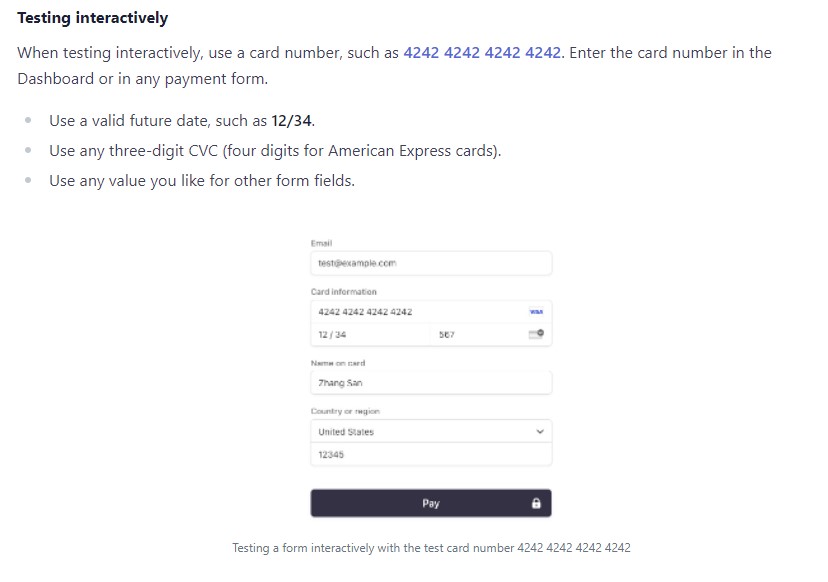 Testing interactively
When testing interactively, use a card number, such as 4242 4242 4242 4242. Enter the card number in the
Dashboard or in any payment form.
Use a valid future date, such as 12/34.
Use any three-digit CVC (four digits for American Express cards).
Use any value you like for other form fields.
Email
test@example.com
Card information
4242 4242 4242 4242 VISA
12 / 34 567
Name on card
Zhang San
Country or region
United States
12345
Pay
Testing a form interactively with the test card number 4242 4242 4242 4242